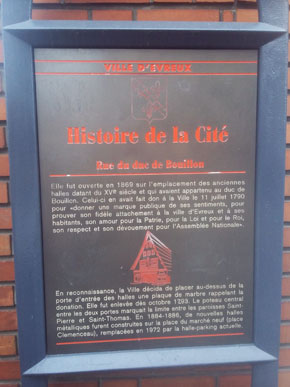 VILLE D'EVREUX
Histoire de la Cité
Rue du duc de Bouillon
Elle fut ouverte en 1869 sur l'emplacement des anciennes
halles datant du XVe siècle et qui avaient appartenu au duc de
Bouillon. Celui-ci en avait fait don à la Ville le 11 juillet 1790
pour «donner une marque publique de ses sentiments, pour
prouver son fidèle attachement à la ville d'Evreux et à ses
habitants, son amour pour la Patrie, pour la Loi et pour le Roi,
son respect et son dévouement pour l'Assemblée Nationale».
En reconnaissance, la Ville décida de placer au-dessus de la
porte d'entrée des halles une plaque de marbre rappelant la
donation. Elle fut enlevée dès octobre 1793. Le poteau central
entre les deux portes marquait la limite entre les paroisses Saint-
Pierre et Saint-Thomas. En 1884-1886, de nouvelles halles
métalliques furent construites sur la place du marché neuf (place
Clemenceau), remplacées en 1972 par la halle-parking actuelle.